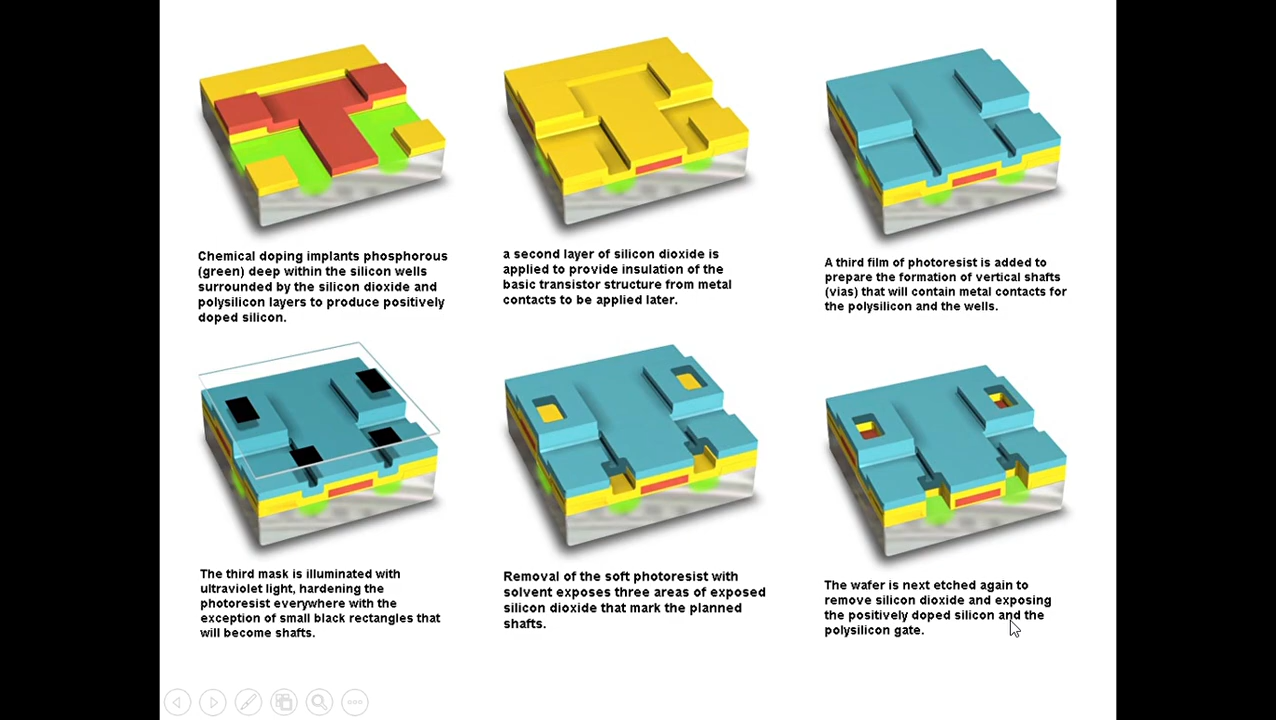 Chemical doping implants phosphorous
(green) deep within the silicon wells
surrounded by the silicon dioxide and
polysilicon layers to produce positively
doped silicon.
a second layer of silicon dioxide is
applied to provide insulation of the
basic transistor structure from metal
contacts to be applied later.
A third film of photoresist is added to
prepare the formation of vertical shafts
(vias) that will contain metal contacts for
the polysilicon and the wells.
The third mask is illuminated with
ultraviolet light, hardening the
photoresist everywhere with the
exception of small black rectangles that
will become shafts.
Removal of the soft photoresist with
solvent exposes three areas of exposed
silicon dioxide that mark the planned
shafts.
The wafer is next etched again to
remove silicon dioxide and exposing
the positively doped silicon and the
polysilicon gate.